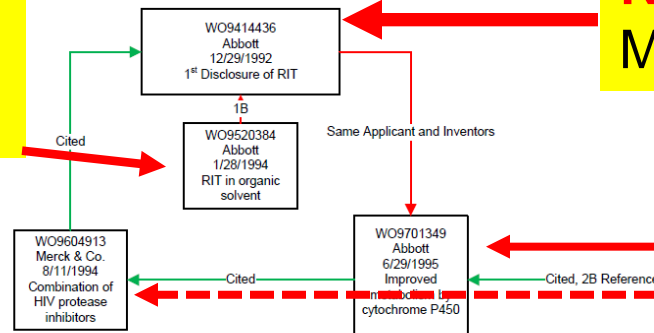 WO9414436
Abbott
12/29/1992
1st Disclosure of RIT
M
1B
Cited
Same Applicant and Inventors
WO9520384
Abbott
1/28/1994
RIT in organic
solvent
WO9604913
Merck & Co.
8/11/1994
Combination of
HIV protease
inhibitors
Cited
WO9701349
Abbott
6/29/1995
Improved
metabolism by
cytochrome P450
Cited, 2B Reference